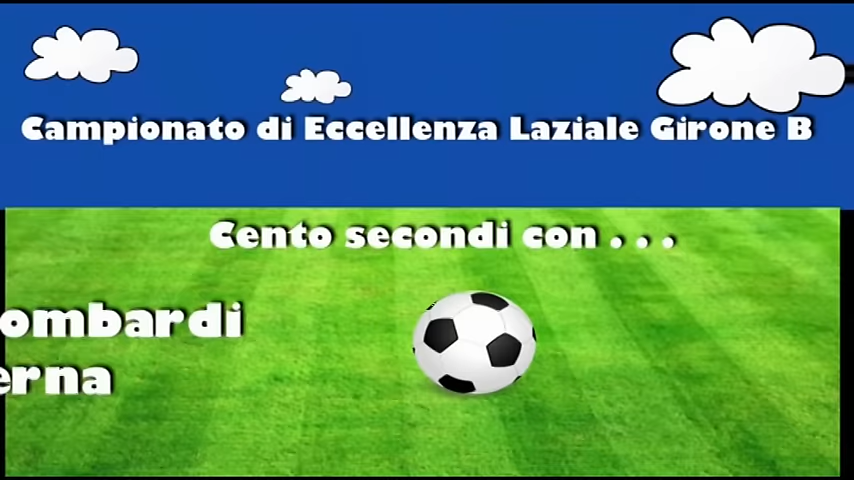 Campionato di Eccellenza Laziale Girone B
Cento secondi con . . .
ombardi
erna